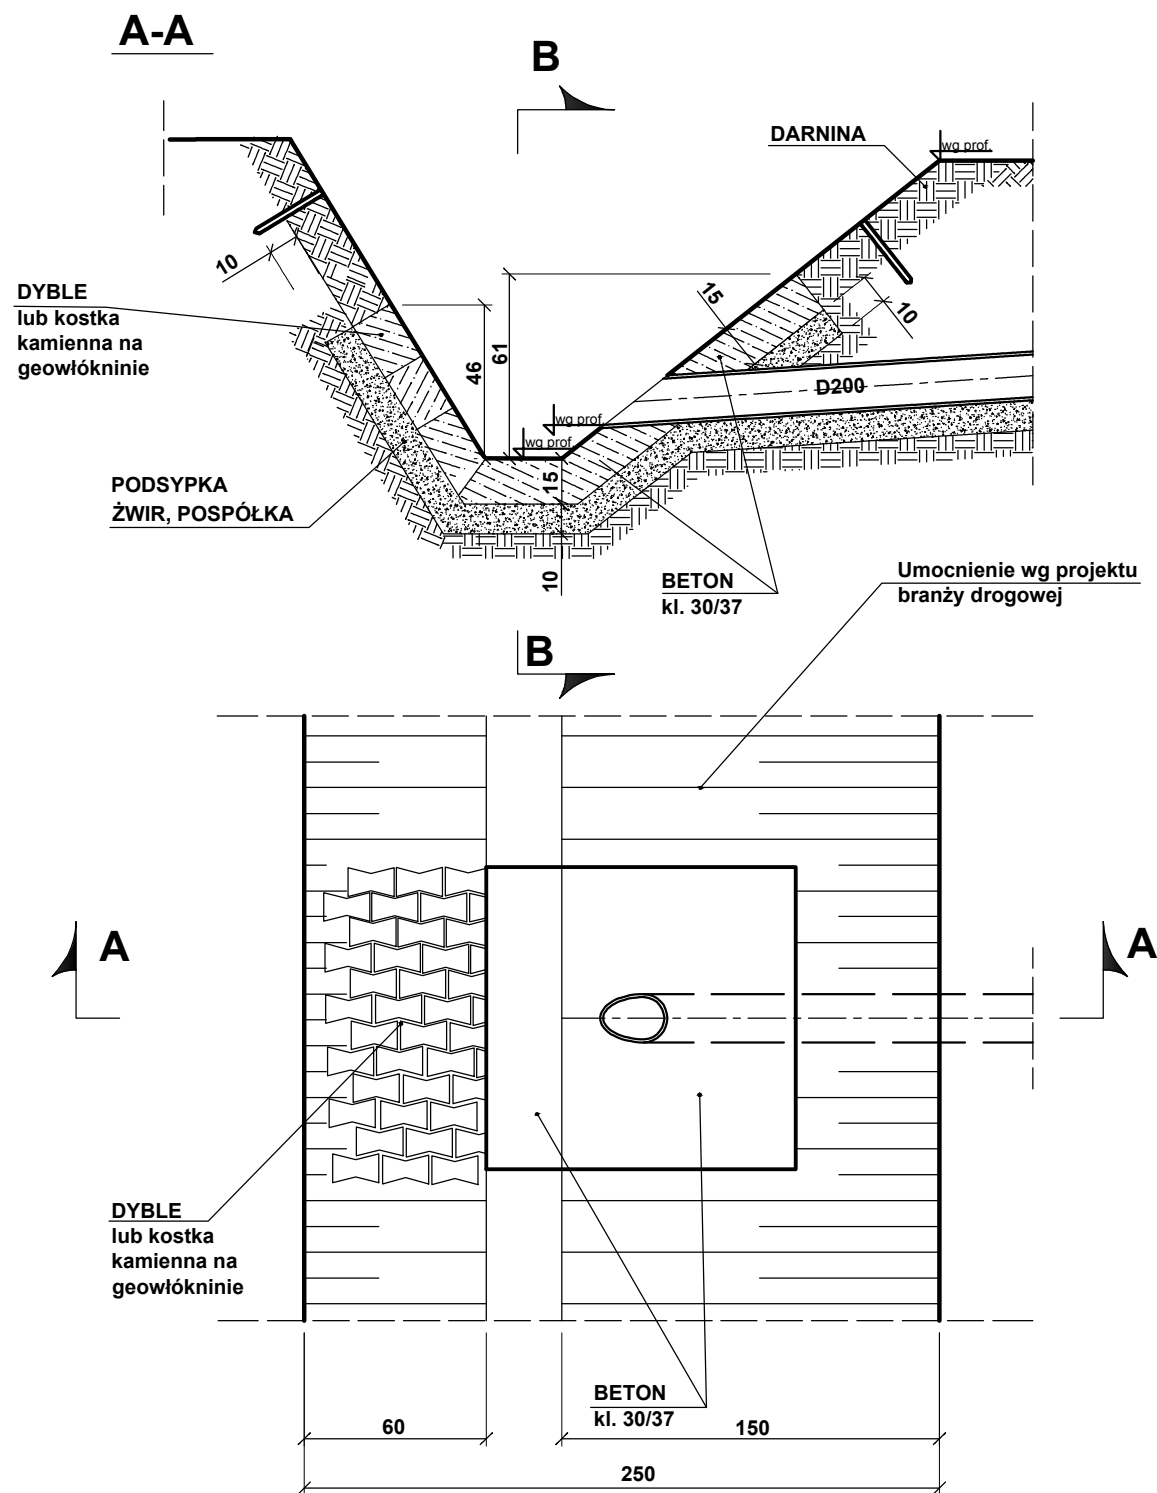 A-A
B
DARNINA
wg prof.
10
DYBLE
lub kostka
kamienna na
geowłókninie
46
61
15
10
D200
wg prof.
wg prof.
PODSYPKA
ŻWIR, POSPÓŁKA
15
10
BETON
kl. 30/37
Umocnienie wg projektu
branży drogowej
B
A
A
DYBLE
lub kostka
kamienna na
geowłókninie
BETON
kl. 30/37
60
150
250